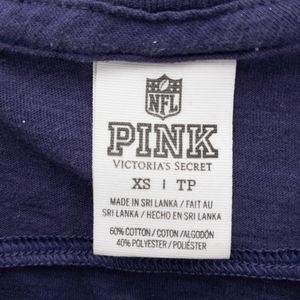 NFL
PINK
VICTORIA'S SECRET
XS | TP
MADE IN SRI LANKA / FAIT AU
SRI LANKA / HECHO EN SRI LANKA
60% COTTON / COTON / ALGODÓN
40% POLYESTER / POLIÉSTER